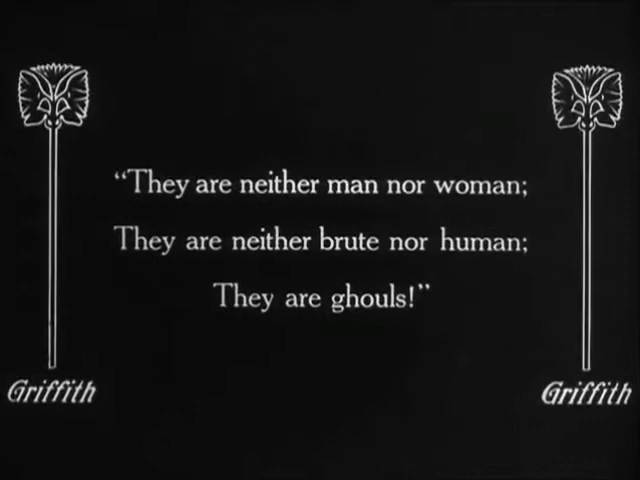 “They are neither man nor woman;
They are neither brute nor human;
They are ghouls!”
Griffith
Griffith